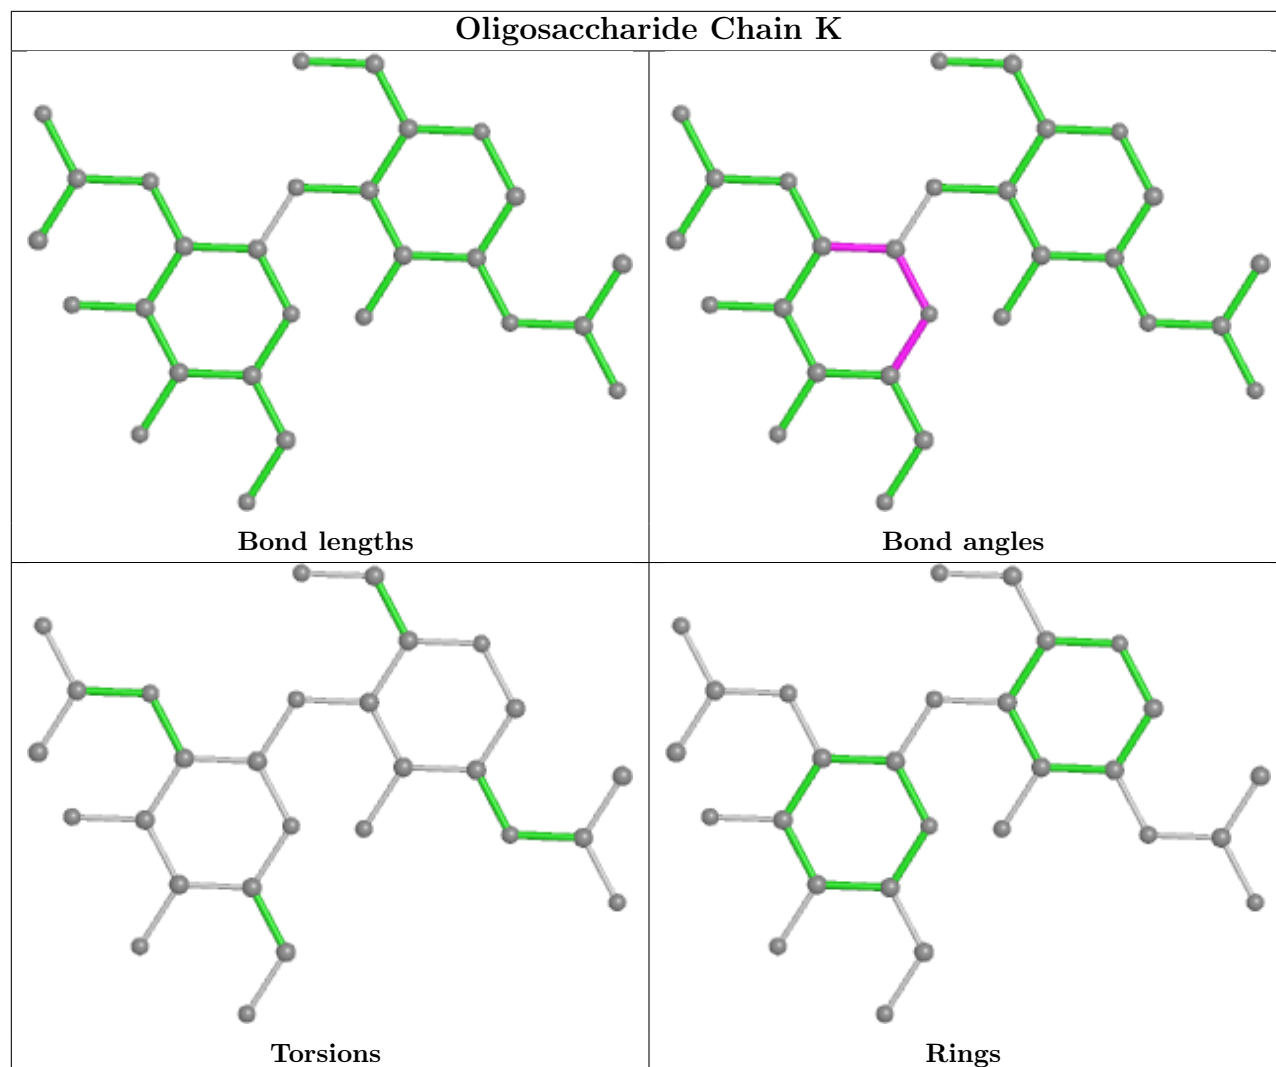 Oligosaccharide Chain K
Bond lengths
Bond angles
Torsions
Rings